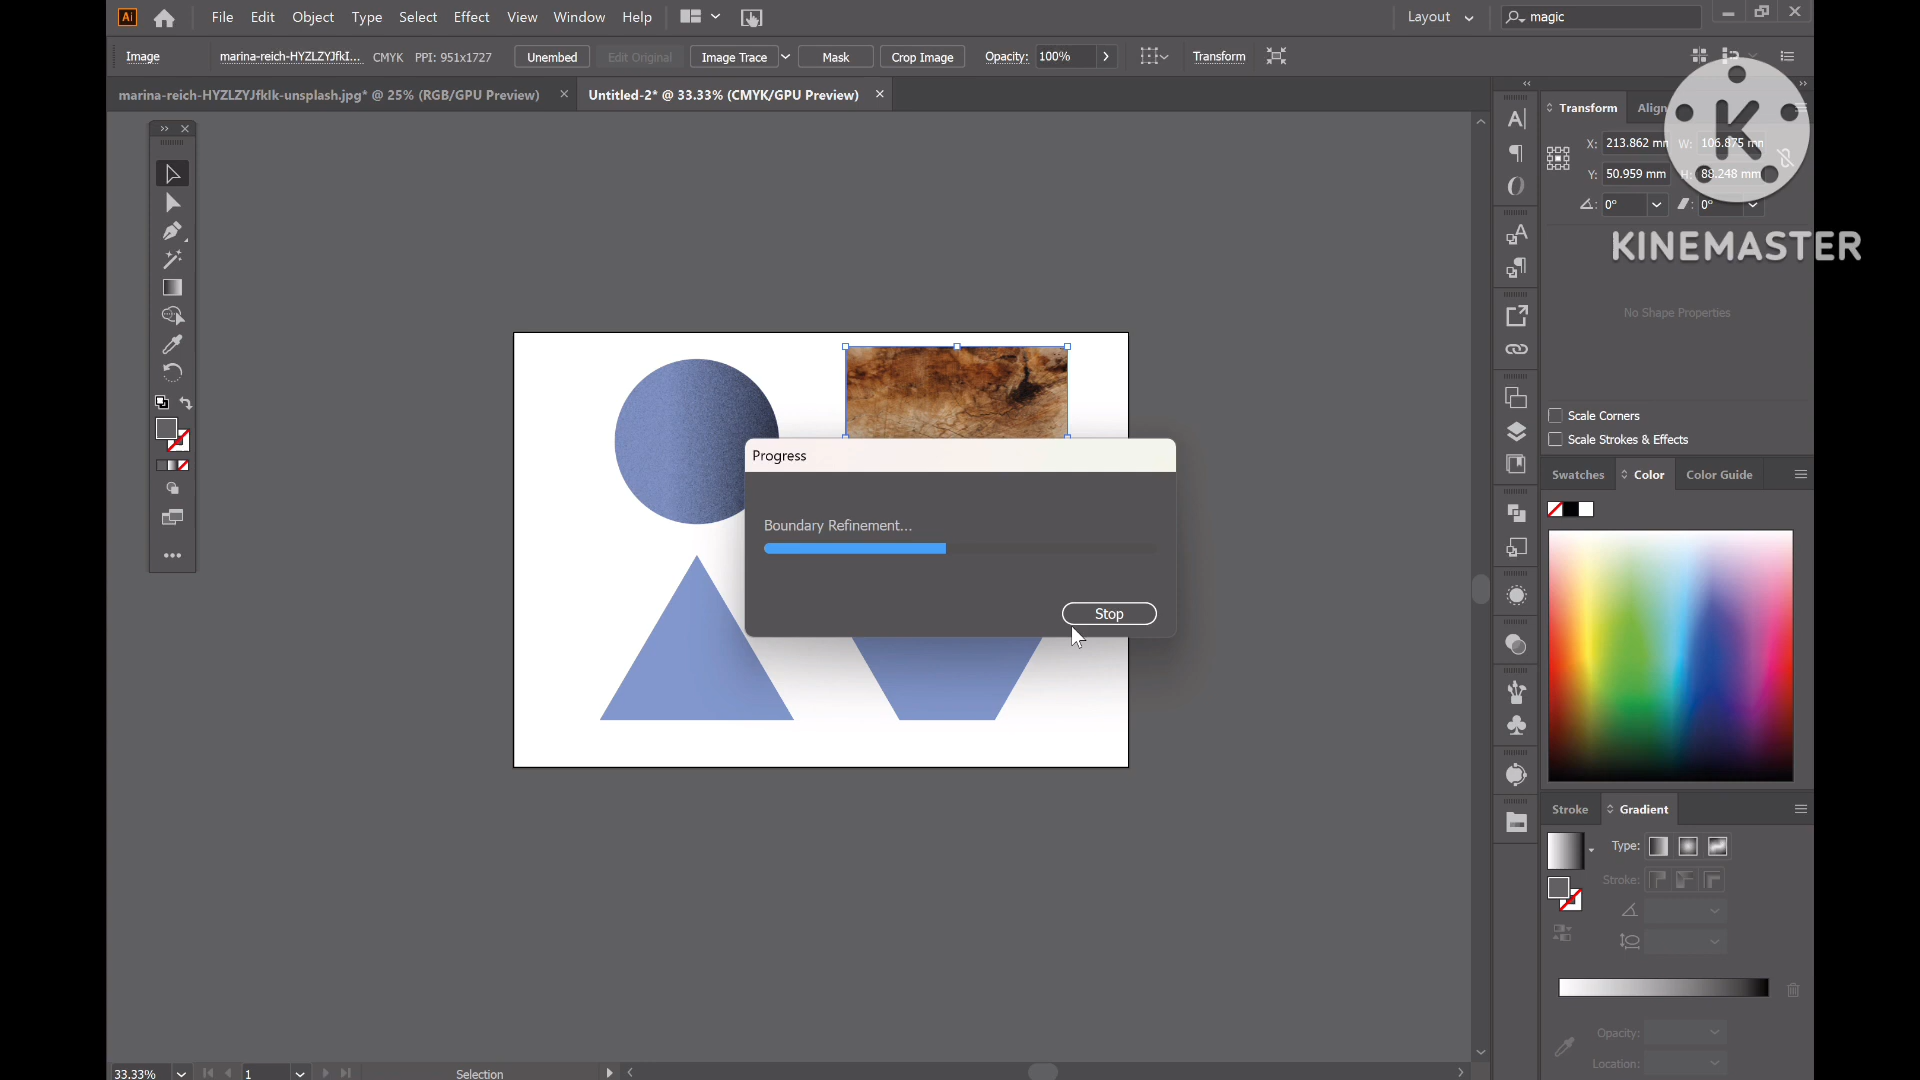 Ai File Edit Object Type Select Effect View Window Help Layout magic
Image marina-reich-HYZLZYJfkI... CMYK PPI: 951x1727 Unembed Edit Original Image Trace Mask Crop Image Opacity: 100% Transform
marina-reich-HYZLZYJfkIk-unsplash.jpg* @ 25% (RGB/GPU Preview) × Untitled-2* @ 33.33% (CMYK/GPU Preview) ×
Transform Align
X: 213.862 mm W: 106.875 mm
Y: 50.959 mm H: 88.248 mm
0° 0°
K
KINEMASTER
No Shape Properties
Scale Corners
Scale Strokes & Effects
Progress
Boundary Refinement...
Stop
Swatches Color Color Guide
Stroke Gradient
Type:
Stroke:
Opacity:
Location:
33.33% 1 Selection